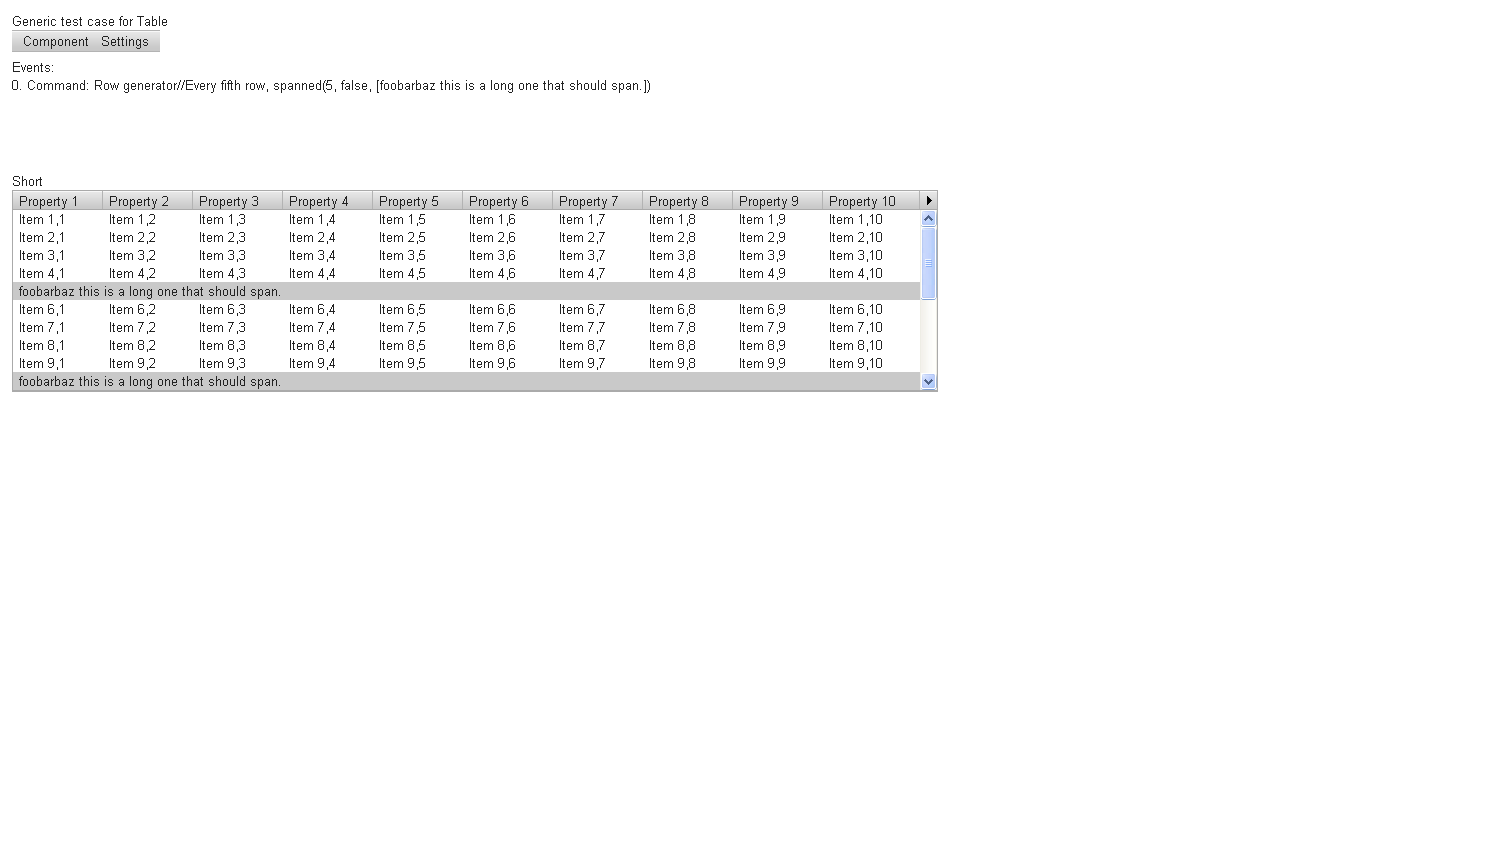 Generic test case for Table
Component Settings
Events:
0. Command: Row generator//Every fifth row, spanned(5, false, [foobarbaz this is a long one that should span.])
Short
Property 1 Property 2 Property 3 Property 4 Property 5 Property 6 Property 7 Property 8 Property 9 Property 10
Item 1,1 Item 1,2 Item 1,3 Item 1,4 Item 1,5 Item 1,6 Item 1,7 Item 1,8 Item 1,9 Item 1,10
Item 2,1 Item 2,2 Item 2,3 Item 2,4 Item 2,5 Item 2,6 Item 2,7 Item 2,8 Item 2,9 Item 2,10
Item 3,1 Item 3,2 Item 3,3 Item 3,4 Item 3,5 Item 3,6 Item 3,7 Item 3,8 Item 3,9 Item 3,10
Item 4,1 Item 4,2 Item 4,3 Item 4,4 Item 4,5 Item 4,6 Item 4,7 Item 4,8 Item 4,9 Item 4,10
foobarbaz this is a long one that should span.
Item 6,1 Item 6,2 Item 6,3 Item 6,4 Item 6,5 Item 6,6 Item 6,7 Item 6,8 Item 6,9 Item 6,10
Item 7,1 Item 7,2 Item 7,3 Item 7,4 Item 7,5 Item 7,6 Item 7,7 Item 7,8 Item 7,9 Item 7,10
Item 8,1 Item 8,2 Item 8,3 Item 8,4 Item 8,5 Item 8,6 Item 8,7 Item 8,8 Item 8,9 Item 8,10
Item 9,1 Item 9,2 Item 9,3 Item 9,4 Item 9,5 Item 9,6 Item 9,7 Item 9,8 Item 9,9 Item 9,10
foobarbaz this is a long one that should span.